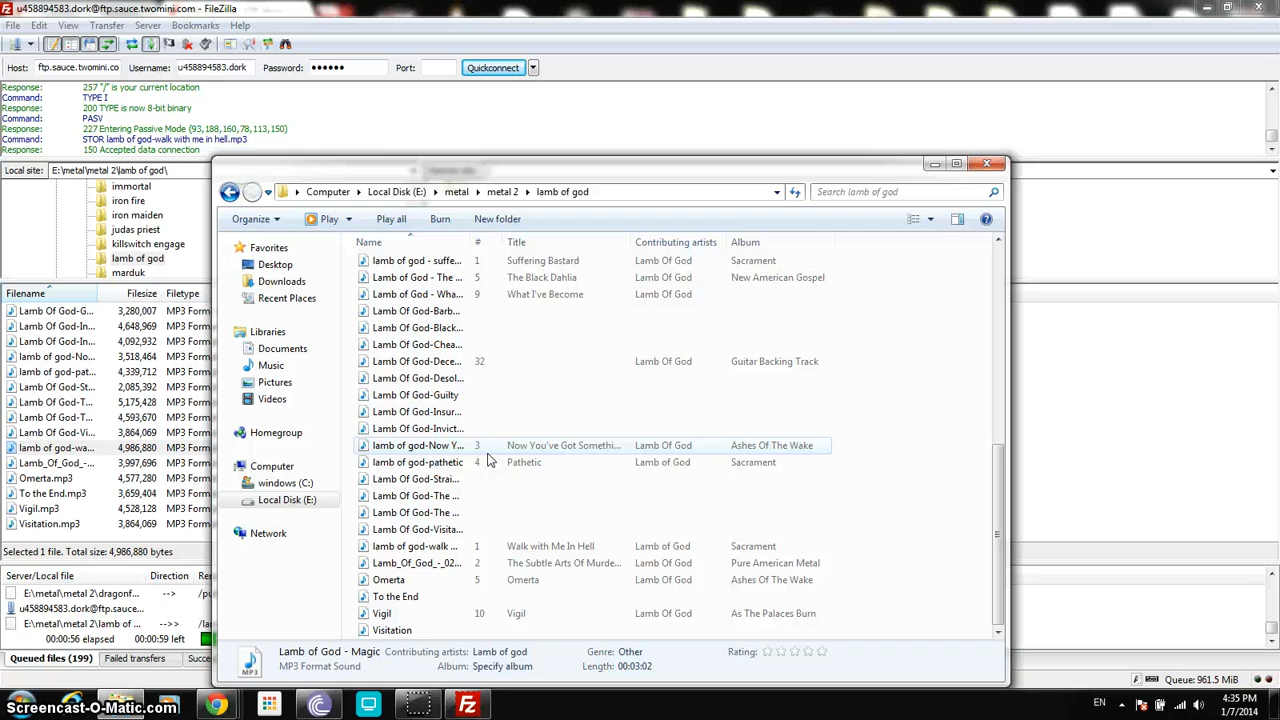 u458894583.dork@ftp.sauce.twomini.com - FileZilla
File Edit View Transfer Server Bookmarks Help
Host: ftp.sauce.twomini.co Username: u458894583.dork Password: •••••• Port: Quickconnect
Response: 257 "/" is your current location
Command: TYPE I
Response: 200 TYPE is now 8-bit binary
Command: PASV
Response: 227 Entering Passive Mode (93,188,160,78,113,150)
Command: STOR lamb of god-walk with me in hell.mp3
Response: 150 Accepted data connection
Local site: E:\metal\metal 2\lamb of god\
immortal
iron fire
iron maiden
judas priest
killswitch engage
lamb of god
marduk
Filename Filesize Filetype
Lamb Of God-G... 3,280,007 MP3 Form
Lamb Of God-In... 4,648,969 MP3 Form
Lamb Of God-In... 4,092,932 MP3 Form
lamb of god-No... 3,518,464 MP3 Form
lamb of god-pat... 4,339,712 MP3 Form
Lamb Of God-St... 2,085,392 MP3 Form
Lamb Of God-T... 5,175,428 MP3 Form
Lamb Of God-T... 4,593,670 MP3 Form
Lamb Of God-Vi... 3,864,069 MP3 Form
lamb of god-wa... 4,986,880 MP3 Form
Lamb_Of_God_-... 3,997,696 MP3 Form
Omerta.mp3 4,577,280 MP3 Form
To the End.mp3 3,659,404 MP3 Form
Vigil.mp3 4,528,128 MP3 Form
Visitation.mp3 3,864,069 MP3 Form
Selected 1 file. Total size: 4,986,880 bytes
Server/Local file Direction
E:\metal\metal 2\dragonf... -->
u458894583.dork@ftp.sauce...
E:\metal\metal 2\lamb of ... -->>
00:00:56 elapsed 00:00:59 left
Queued files (199) Failed transfers Succe
Computer Local Disk (E:) metal metal 2 lamb of god Search lamb of god
Organize Play Play all Burn New folder
Favorites
Desktop
Downloads
Recent Places
Libraries
Documents
Music
Pictures
Videos
Homegroup
Computer
windows (C:)
Local Disk (E:)
Network
Name # Title Contributing artists Album
lamb of god - suffe... 1 Suffering Bastard Lamb Of God Sacrament
Lamb of God - The ... 5 The Black Dahlia Lamb Of God New American Gospel
Lamb of God - Wha... 9 What I've Become Lamb Of God
Lamb Of God-Barb...
Lamb Of God-Black...
Lamb Of God-Chea...
Lamb Of God-Dece... 32 Lamb Of God Guitar Backing Track
Lamb Of God-Desol...
Lamb Of God-Guilty
Lamb Of God-Insur...
Lamb Of God-Invict...
lamb of god-Now Y... 3 Now You've Got Somethi... Lamb Of God Ashes Of The Wake
lamb of god-pathetic 4 Pathetic Lamb of God Sacrament
Lamb Of God-Strai...
Lamb Of God-The ...
Lamb Of God-The ...
Lamb Of God-Visita...
lamb of god-walk ... 1 Walk with Me In Hell Lamb of God Sacrament
Lamb_Of_God_-_02... 2 The Subtle Arts Of Murde... Lamb Of God Pure American Metal
Omerta 5 Omerta Lamb Of God Ashes Of The Wake
To the End
Vigil 10 Vigil Lamb Of God As The Palaces Burn
Visitation
Lamb of God - Magic Contributing artists: Lamb of god Genre: Other Rating:
MP3 Format Sound Album: Specify album Length: 00:03:02
MP3
Queue: 961.5 MiB
Screencast-O-Matic.com
EN 4:35 PM
1/7/2014